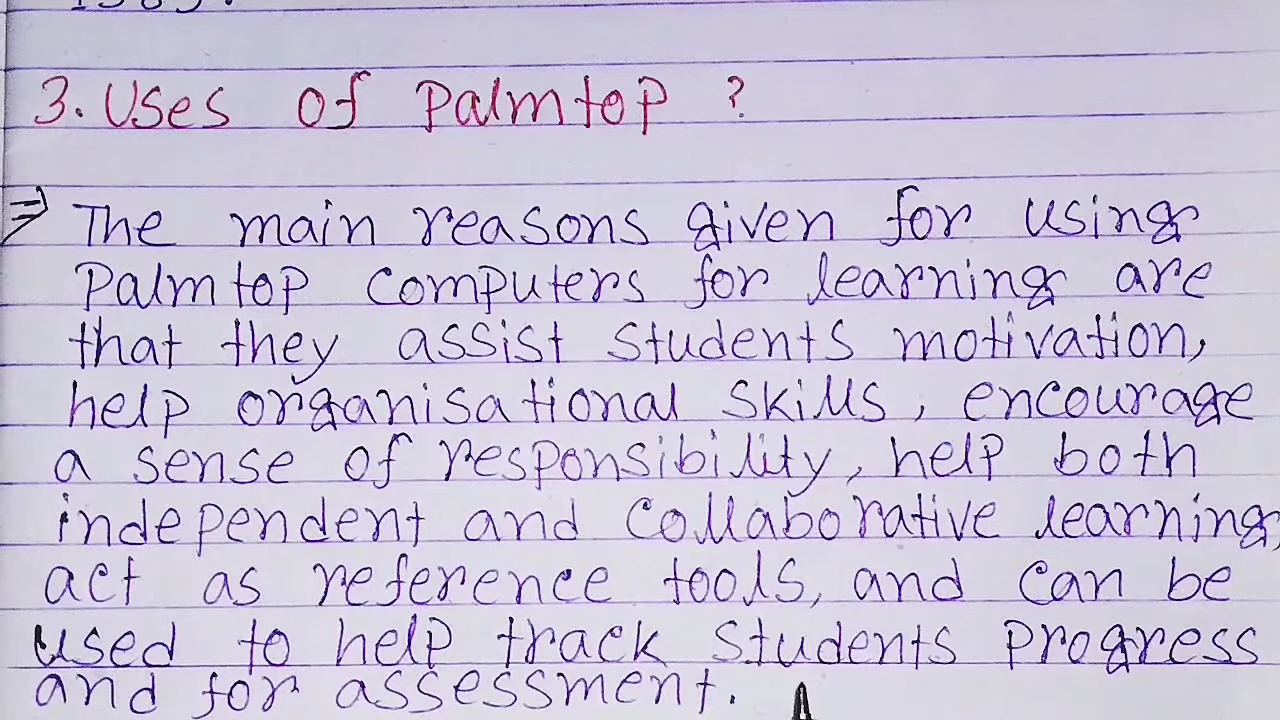 3. Uses of Palmtop ?
⇒ The main reasons given for using
Palmtop computers for learning are
that they assist students motivation,
help organisational skills, encourage
a sense of responsibility, help both
independent and collaborative learning,
act as reference tools, and can be
used to help track students progress
and for assessment.